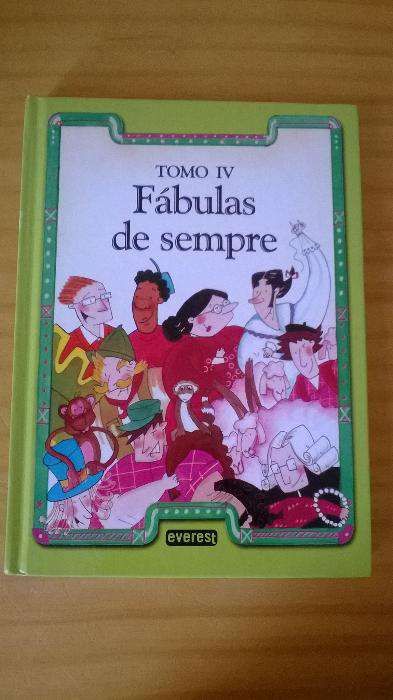 TOMO IV
Fábulas
de sempre
everest